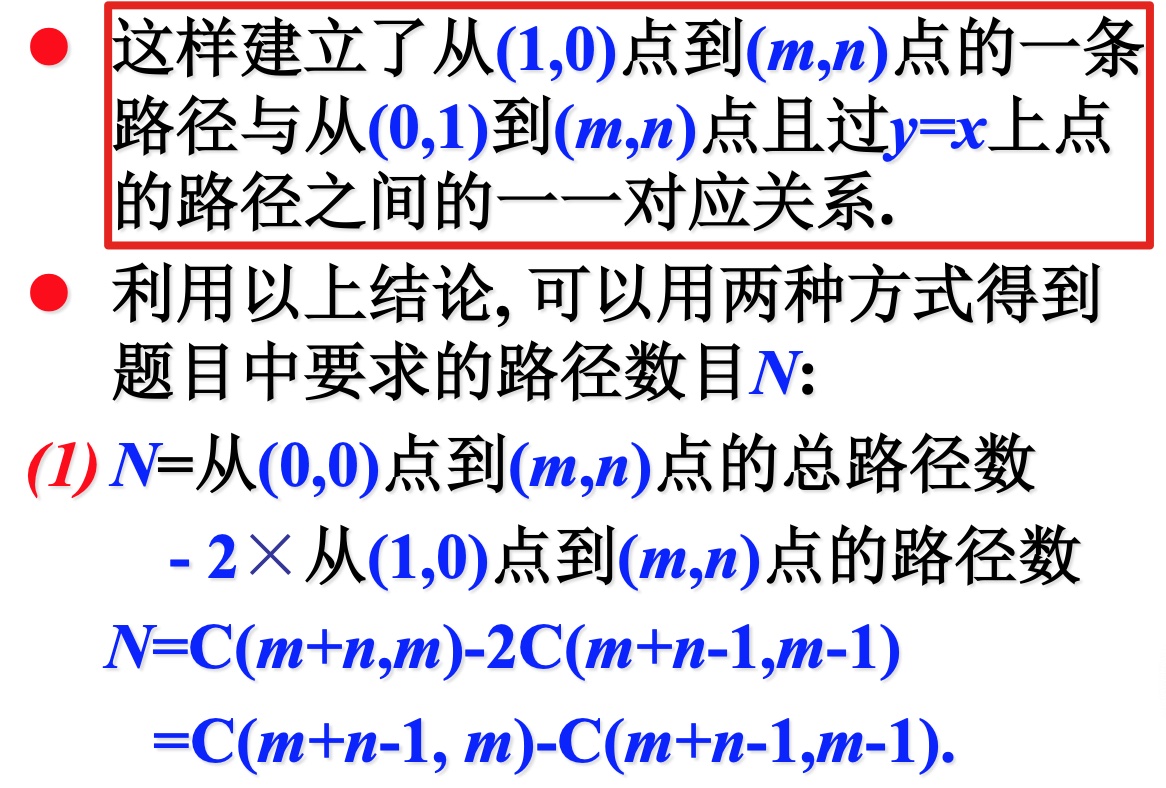 ● 这样建立了从(1,0)点到(m,n)点的一条
路径与从(0,1)到(m,n)点且过y=x上点
的路径之间的一一对应关系.
● 利用以上结论, 可以用两种方式得到
题目中要求的路径数目N:
(1) N=从(0,0)点到(m,n)点的总路径数
- 2×从(1,0)点到(m,n)点的路径数
N=C(m+n,m)-2C(m+n-1,m-1)
=C(m+n-1, m)-C(m+n-1,m-1).